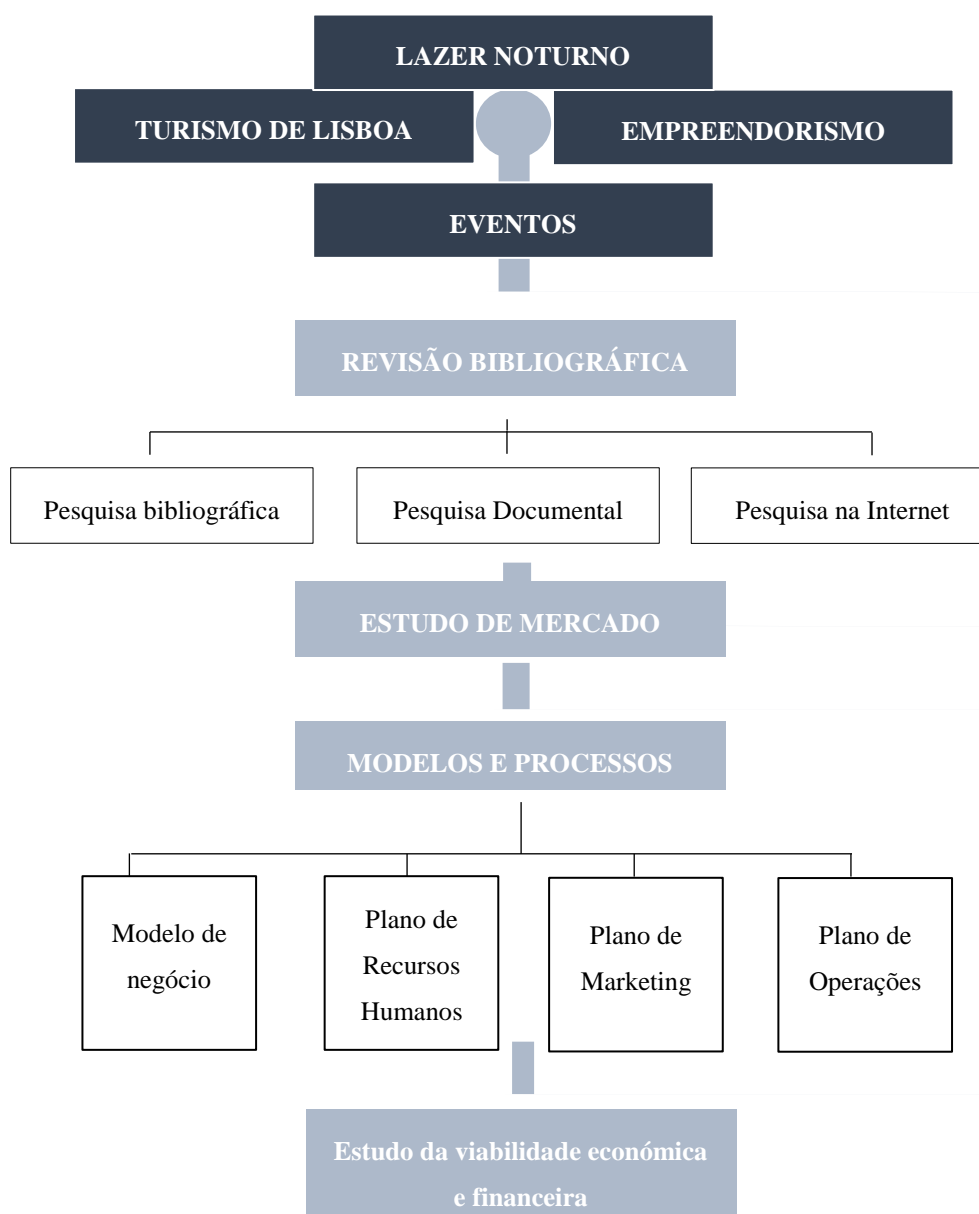 LAZER NOTURNO
TURISMO DE LISBOA
EMPREENDORISMO
EVENTOS
REVISÃO BIBLIOGRÁFICA
Pesquisa bibliográfica
Pesquisa Documental
Pesquisa na Internet
ESTUDO DE MERCADO
MODELOS E PROCESSOS
Modelo de
negócio
Plano de
Recursos
Humanos
Plano de
Marketing
Plano de
Operações
Estudo da viabilidade económica
e financeira